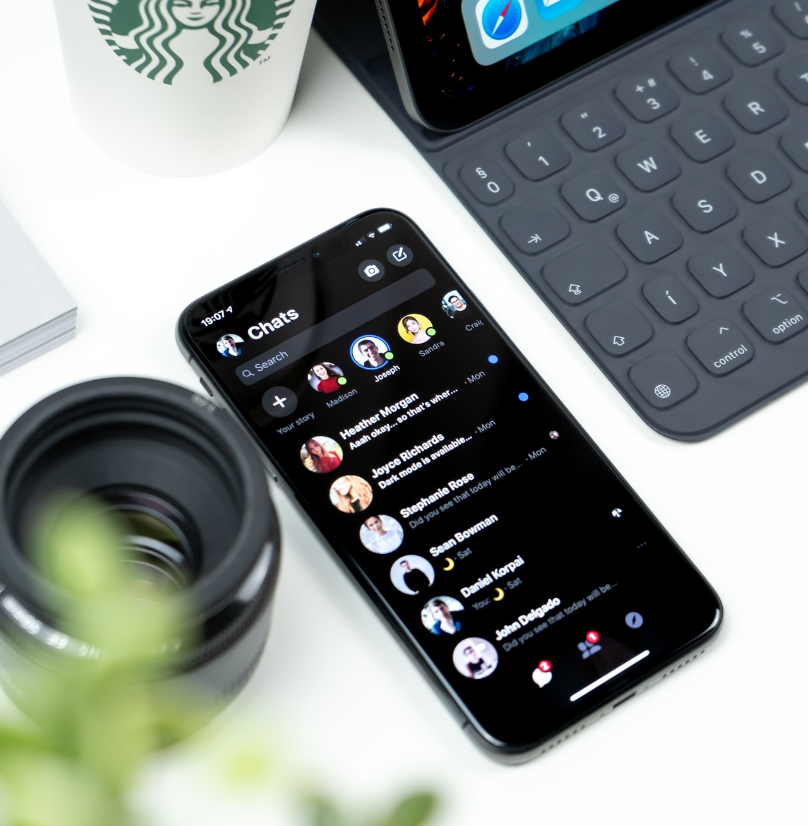 TM
19:07
Chats
Search
Your story
Madison
Joseph
Sandra
Heather Morgan
Aaah okay... so that's wher... · Mon
Joyce Richards
Dark mode is available... · Mon
Stephanie Rose
Did you see that today will be... · Mon
Sean Bowman
🌙 · Sat
Daniel Korpai
You: 🌙 · Sat
John Delgado
Did you see that today will be...
§ 0
' 1
" 2
+ # 3
! 4
% 5
Q @
W
E
R
A
S
D
í
Y
X
control
option